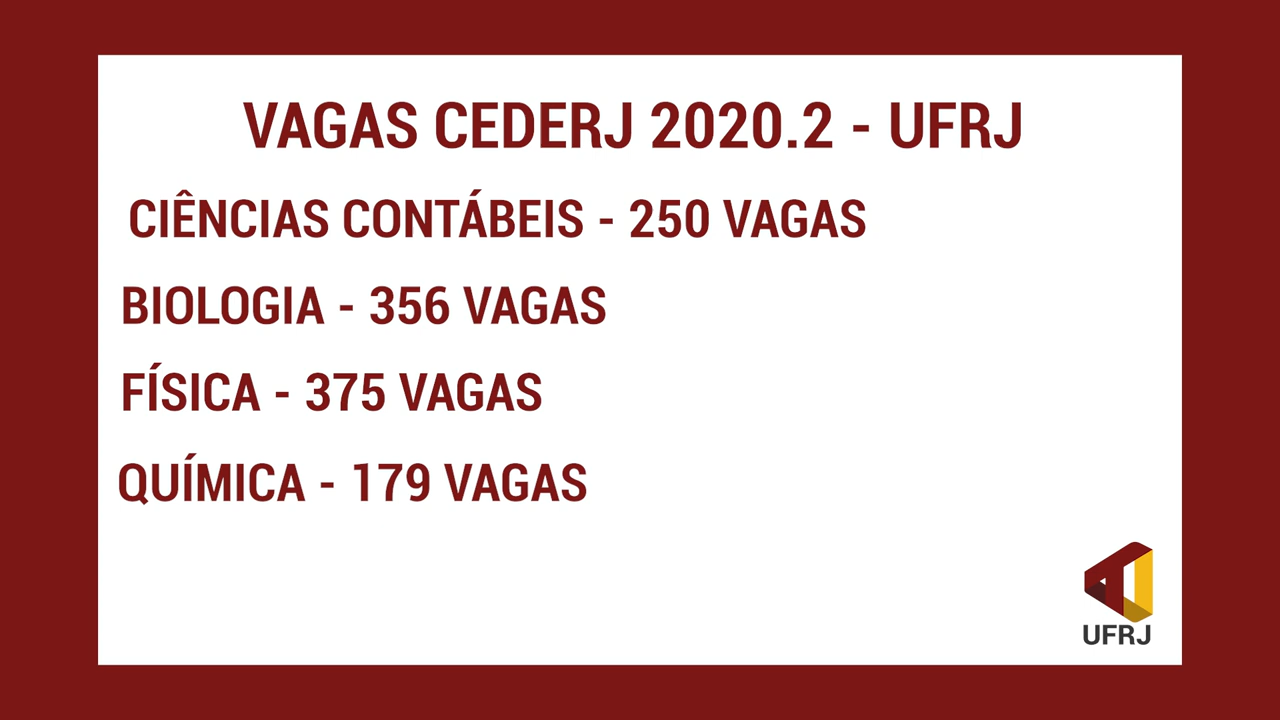 VAGAS CEDERJ 2020.2 - UFRJ
CIÊNCIAS CONTÁBEIS - 250 VAGAS
BIOLOGIA - 356 VAGAS
FÍSICA - 375 VAGAS
QUÍMICA - 179 VAGAS
UFRJ